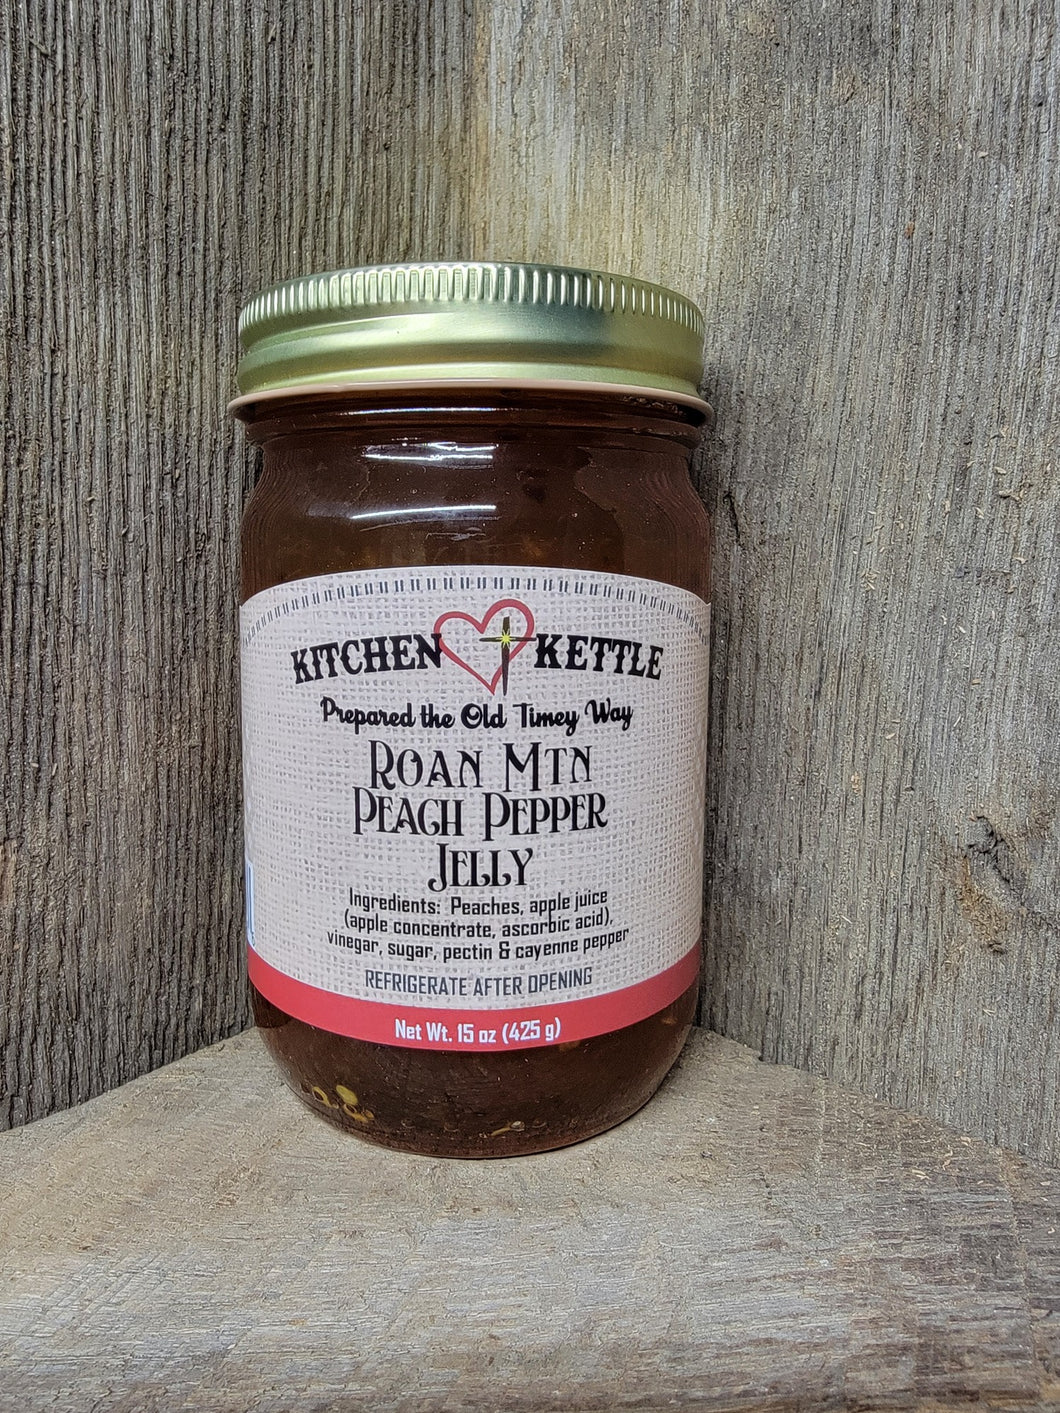 KITCHEN KETTLE
Prepared the Old Timey Way
ROAN MTN
PEACH PEPPER
JELLY
Ingredients: Peaches, apple juice
(apple concentrate, ascorbic acid),
vinegar, sugar, pectin & cayenne pepper
REFRIGERATE AFTER OPENING
Net Wt. 15 oz (425 g)